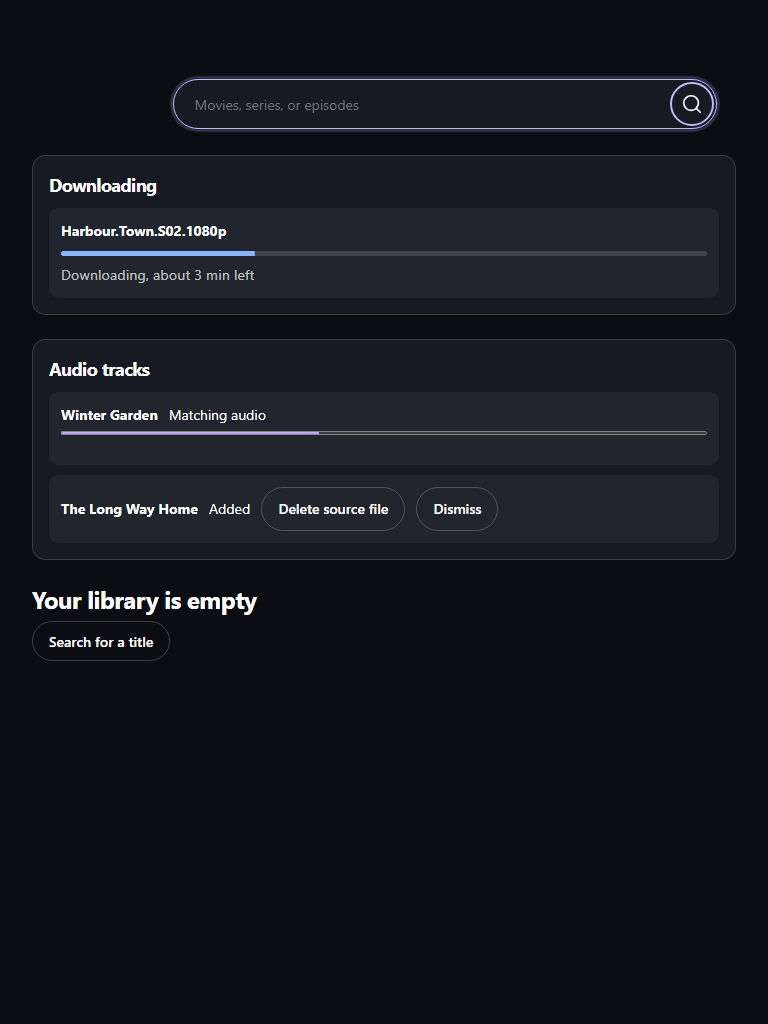 Movies, series, or episodes
Downloading
Harbour.Town.S02.1080p
Downloading, about 3 min left
Audio tracks
Winter Garden Matching audio
The Long Way Home Added Delete source file Dismiss
Your library is empty
Search for a title